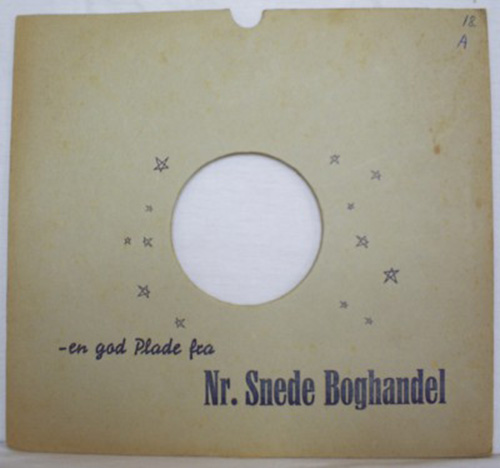 18
A
-en god Plade fra
Nr. Snede Boghandel